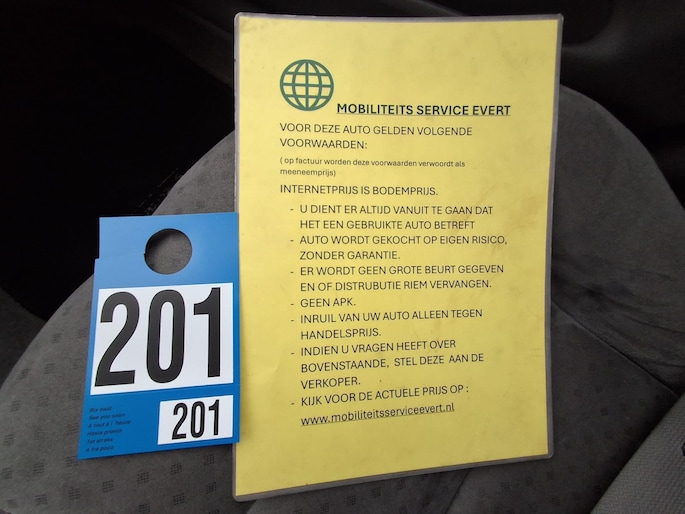 MOBILITEITS SERVICE EVERT
VOOR DEZE AUTO GELDEN VOLGENDE
VOORWAARDEN:
( op factuur worden deze voorwaarden verwoordt als
meeneemprijs)
INTERNETPRIJS IS BODEMPRIJS.
- U DIENT ER ALTIJD VANUIT TE GAAN DAT
HET EEN GEBRUIKTE AUTO BETREFT
- AUTO WORDT GEKOCHT OP EIGEN RISICO,
ZONDER GARANTIE.
- ER WORDT GEEN GROTE BEURT GEGEVEN
EN OF DISTRUBUTIE RIEM VERVANGEN.
- GEEN APK.
- INRUIL VAN UW AUTO ALLEEN TEGEN
HANDELSPRIJS.
- INDIEN U VRAGEN HEEFT OVER
BOVENSTAANDE, STEL DEZE AAN DE
VERKOPER.
- KIJK VOOR DE ACTUELE PRIJS OP :
www.mobiliteitsserviceevert.nl
201
201
See you soon